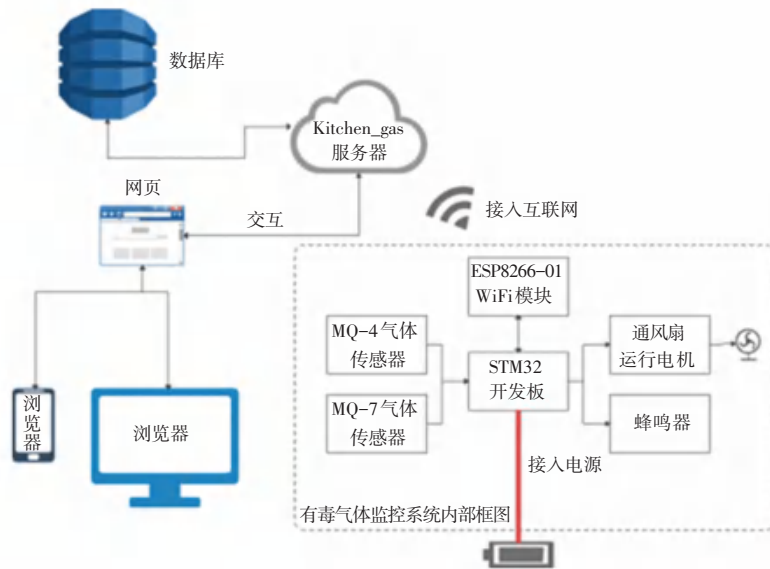 数据库
Kitchen_gas
服务器
网页
交互
接入互联网
ESP8266-01
WiFi模块
MQ-4气体
传感器
通风扇
运行电机
STM32
开发板
MQ-7气体
传感器
蜂鸣器
浏览器
浏览器
接入电源
有毒气体监控系统内部框图